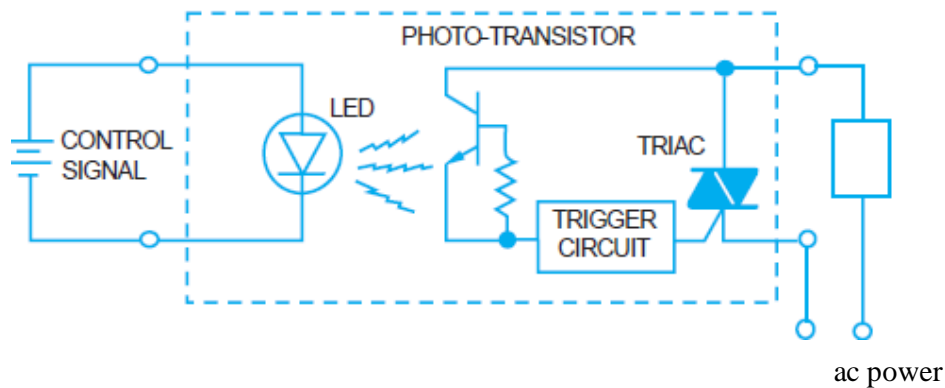 PHOTO-TRANSISTOR
LED
CONTROL
SIGNAL
TRIAC
TRIGGER
CIRCUIT
ac power